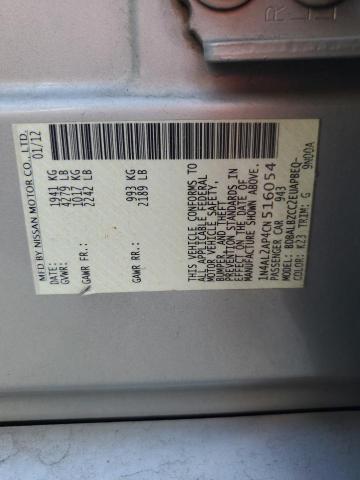 MFD BY NISSAN MOTOR CO., LTD.
DATE: 01/12
GVWR: 1941 KG
4279 LB
GAWR FR: 1017 KG
2242 LB
GAWR RR: 993 KG
2189 LB
THIS VEHICLE CONFORMS TO
ALL APPLICABLE FEDERAL
MOTOR VEHICLE SAFETY,
BUMPER, AND THEFT
PREVENTION STANDARDS
IN EFFECT ON THE DATE OF
MANUFACTURE SHOWN ABOVE.
1N4AL2AP4CN516054
PASSENGER CAR 943
MODEL: BDBALBZCL2EUAPBEQ-
COLOR: K23 TRIM: G 9N00A